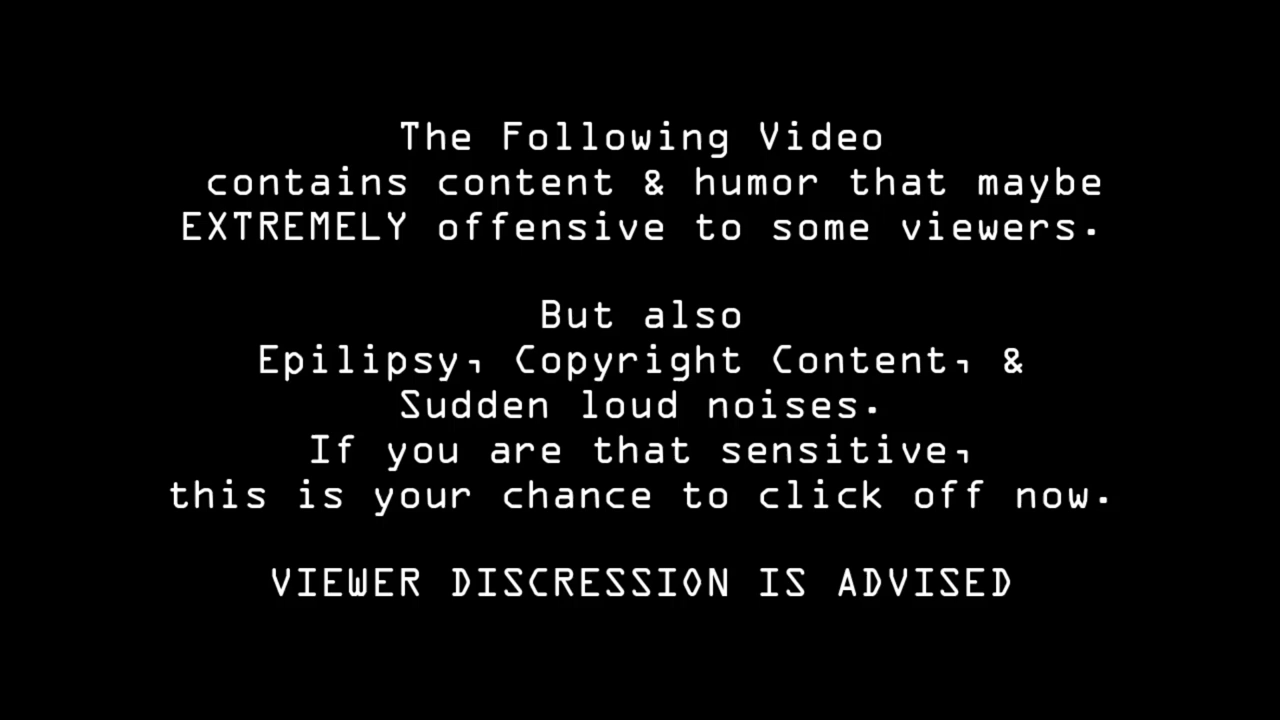 The Following Video
contains content & humor that maybe
EXTREMELY offensive to some viewers.
But also
Epilipsy, Copyright Content, &
Sudden loud noises.
If you are that sensitive,
this is your chance to click off now.
VIEWER DISCRESSION IS ADVISED